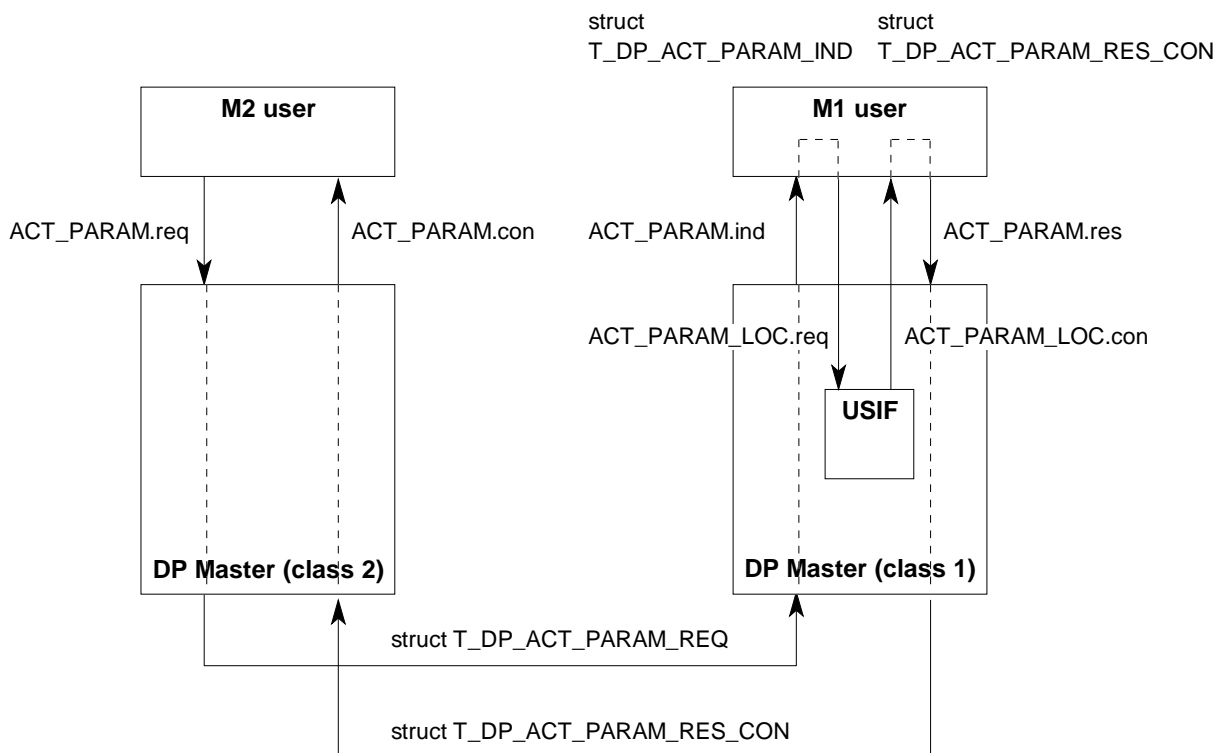 struct
T_DP_ACT_PARAM_IND
struct
T_DP_ACT_PARAM_RES_CON
M2 user
M1 user
ACT_PARAM.req
ACT_PARAM.con
ACT_PARAM.ind
ACT_PARAM.res
ACT_PARAM_LOC.req
ACT_PARAM_LOC.con
USIF
DP Master (class 2)
DP Master (class 1)
struct T_DP_ACT_PARAM_REQ
struct T_DP_ACT_PARAM_RES_CON